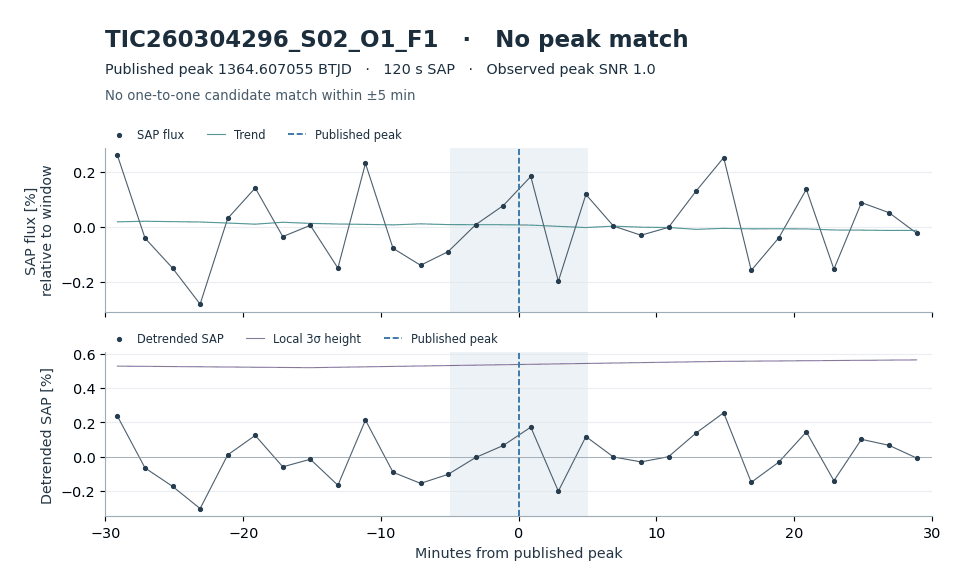 TIC260304296_S02_O1_F1 · No peak match
Published peak 1364.607055 BTJD · 120 s SAP · Observed peak SNR 1.0
No one-to-one candidate match within ±5 min
SAP flux Trend Published peak
SAP flux [%]
relative to window
0.2
0.0
−0.2
Detrended SAP Local 3σ height Published peak
Detrended SAP [%]
0.6
0.4
0.2
0.0
−0.2
−30 −20 −10 0 10 20 30
Minutes from published peak